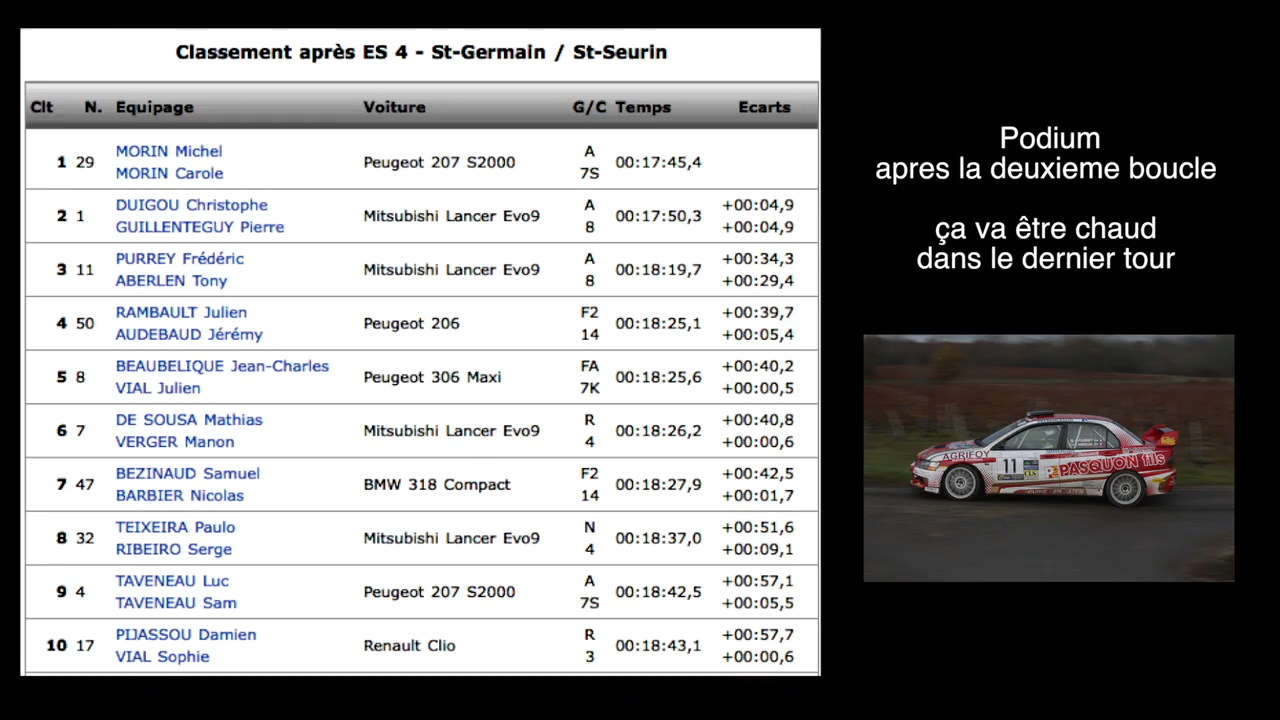 Classement après ES 4 - St-Germain / St-Seurin
Clt N. Equipage Voiture G/C Temps Ecarts
1 29 MORIN Michel Peugeot 207 S2000 A 00:17:45,4
MORIN Carole 7S
2 1 DUIGOU Christophe Mitsubishi Lancer Evo9 A 00:17:50,3 +00:04,9
GUILLENTEGUY Pierre 8 +00:04,9
3 11 PURREY Frédéric Mitsubishi Lancer Evo9 A 00:18:19,7 +00:34,3
ABERLEN Tony 8 +00:29,4
4 50 RAMBAULT Julien Peugeot 206 F2 00:18:25,1 +00:39,7
AUDEBAUD Jérémy 14 +00:05,4
5 8 BEAUBELIQUE Jean-Charles Peugeot 306 Maxi FA 00:18:25,6 +00:40,2
VIAL Julien 7K +00:00,5
6 7 DE SOUSA Mathias Mitsubishi Lancer Evo9 R 00:18:26,2 +00:40,8
VERGER Manon 4 +00:00,6
7 47 BEZINAUD Samuel BMW 318 Compact F2 00:18:27,9 +00:42,5
BARBIER Nicolas 14 +00:01,7
8 32 TEIXEIRA Paulo Mitsubishi Lancer Evo9 N 00:18:37,0 +00:51,6
RIBEIRO Serge 4 +00:09,1
9 4 TAVENEAU Luc Peugeot 207 S2000 A 00:18:42,5 +00:57,1
TAVENEAU Sam 7S +00:05,5
10 17 PIJASSOU Damien Renault Clio R 00:18:43,1 +00:57,7
VIAL Sophie 3 +00:00,6
Podium
apres la deuxieme boucle
ça va être chaud
dans le dernier tour
AGRIFOY
11
PASQUON fils